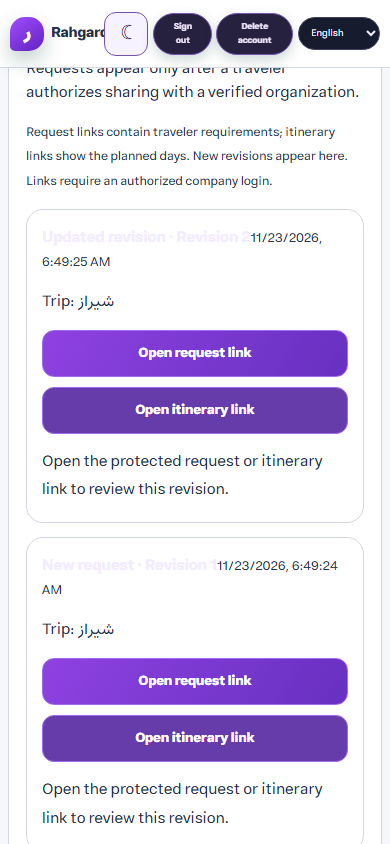 ر Rahgard ☾ Sign out Delete account English
Requests appear only after a traveler
authorizes sharing with a verified organization.
Request links contain traveler requirements; itinerary
links show the planned days. New revisions appear here.
Links require an authorized company login.
Updated revision · Revision 2 11/23/2026,
6:49:25 AM
Trip: شیراز
Open request link
Open itinerary link
Open the protected request or itinerary
link to review this revision.
New request · Revision 1 11/23/2026, 6:49:24
AM
Trip: شیراز
Open request link
Open itinerary link
Open the protected request or itinerary
link to review this revision.